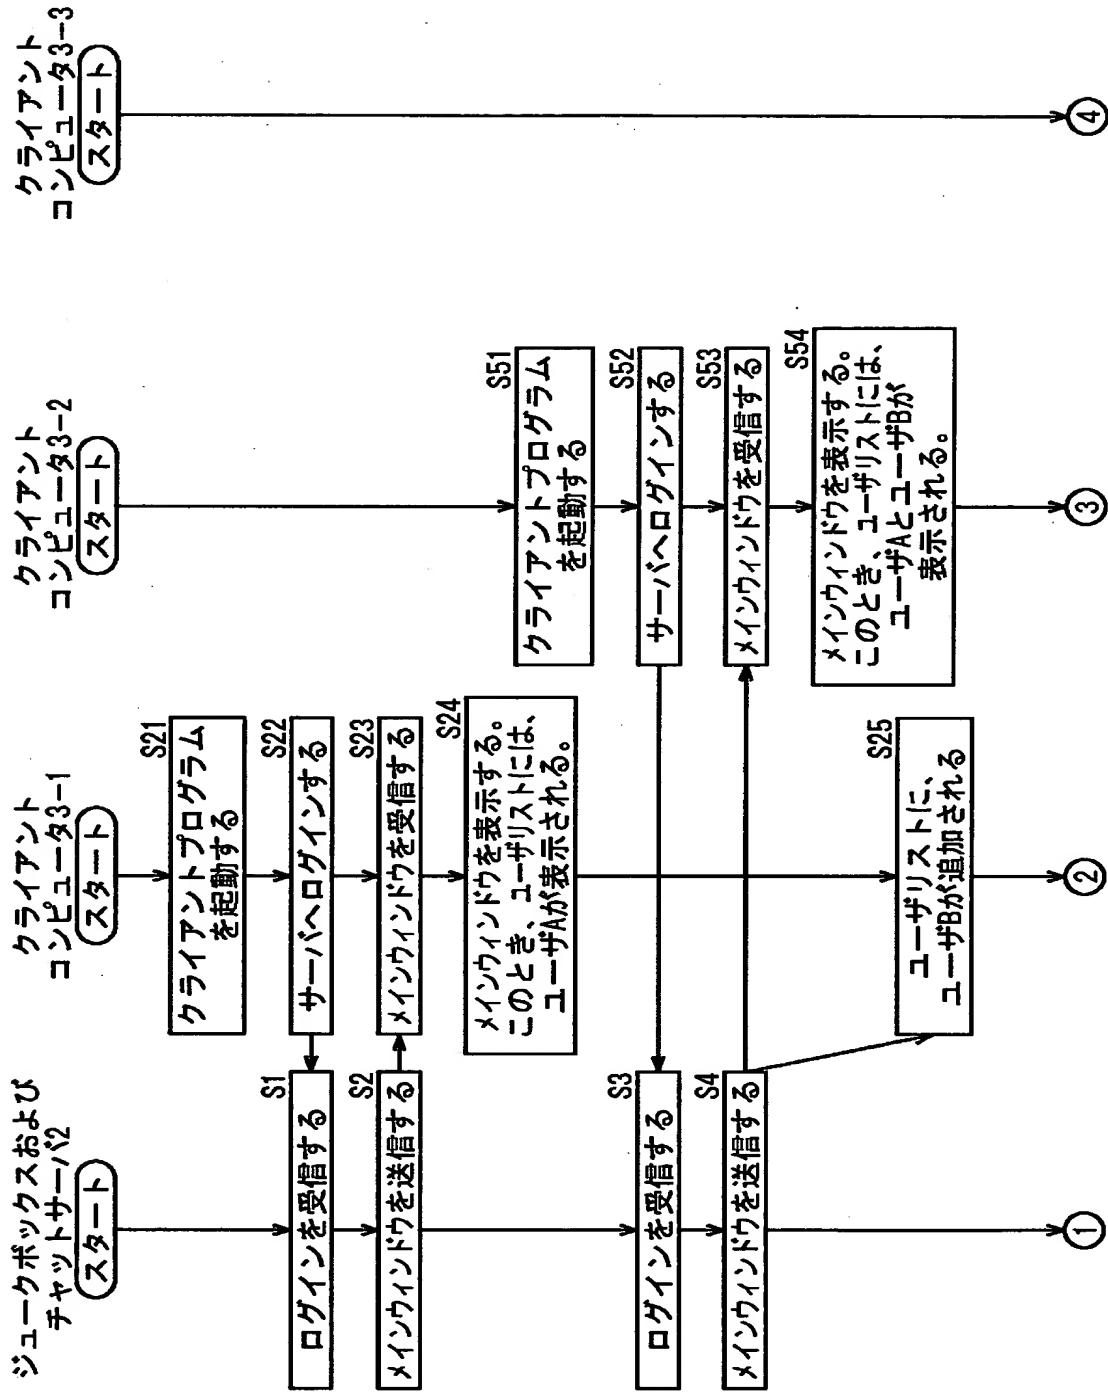 ジュークボックスおよび
チャットサーバ2
スタート
S1
ログインを受信する
S2
メインウィンドウを送信する
S3
ログインを受信する
S4
メインウィンドウを送信する
1
クライアント
コンピュータ3-1
スタート
S21
クライアントプログラム
を起動する
S22
サーバへログインする
S23
メインウィンドウを受信する
S24
メインウィンドウを表示する。
このとき、ユーザリストには、
ユーザAが表示される。
S25
ユーザリストに、
ユーザBが追加される
2
クライアント
コンピュータ3-2
スタート
S51
クライアントプログラム
を起動する
S52
サーバへログインする
S53
メインウィンドウを受信する
S54
メインウィンドウを表示する。
このとき、ユーザリストには、
ユーザAとユーザBが
表示される。
3
クライアント
コンピュータ3-3
スタート
4